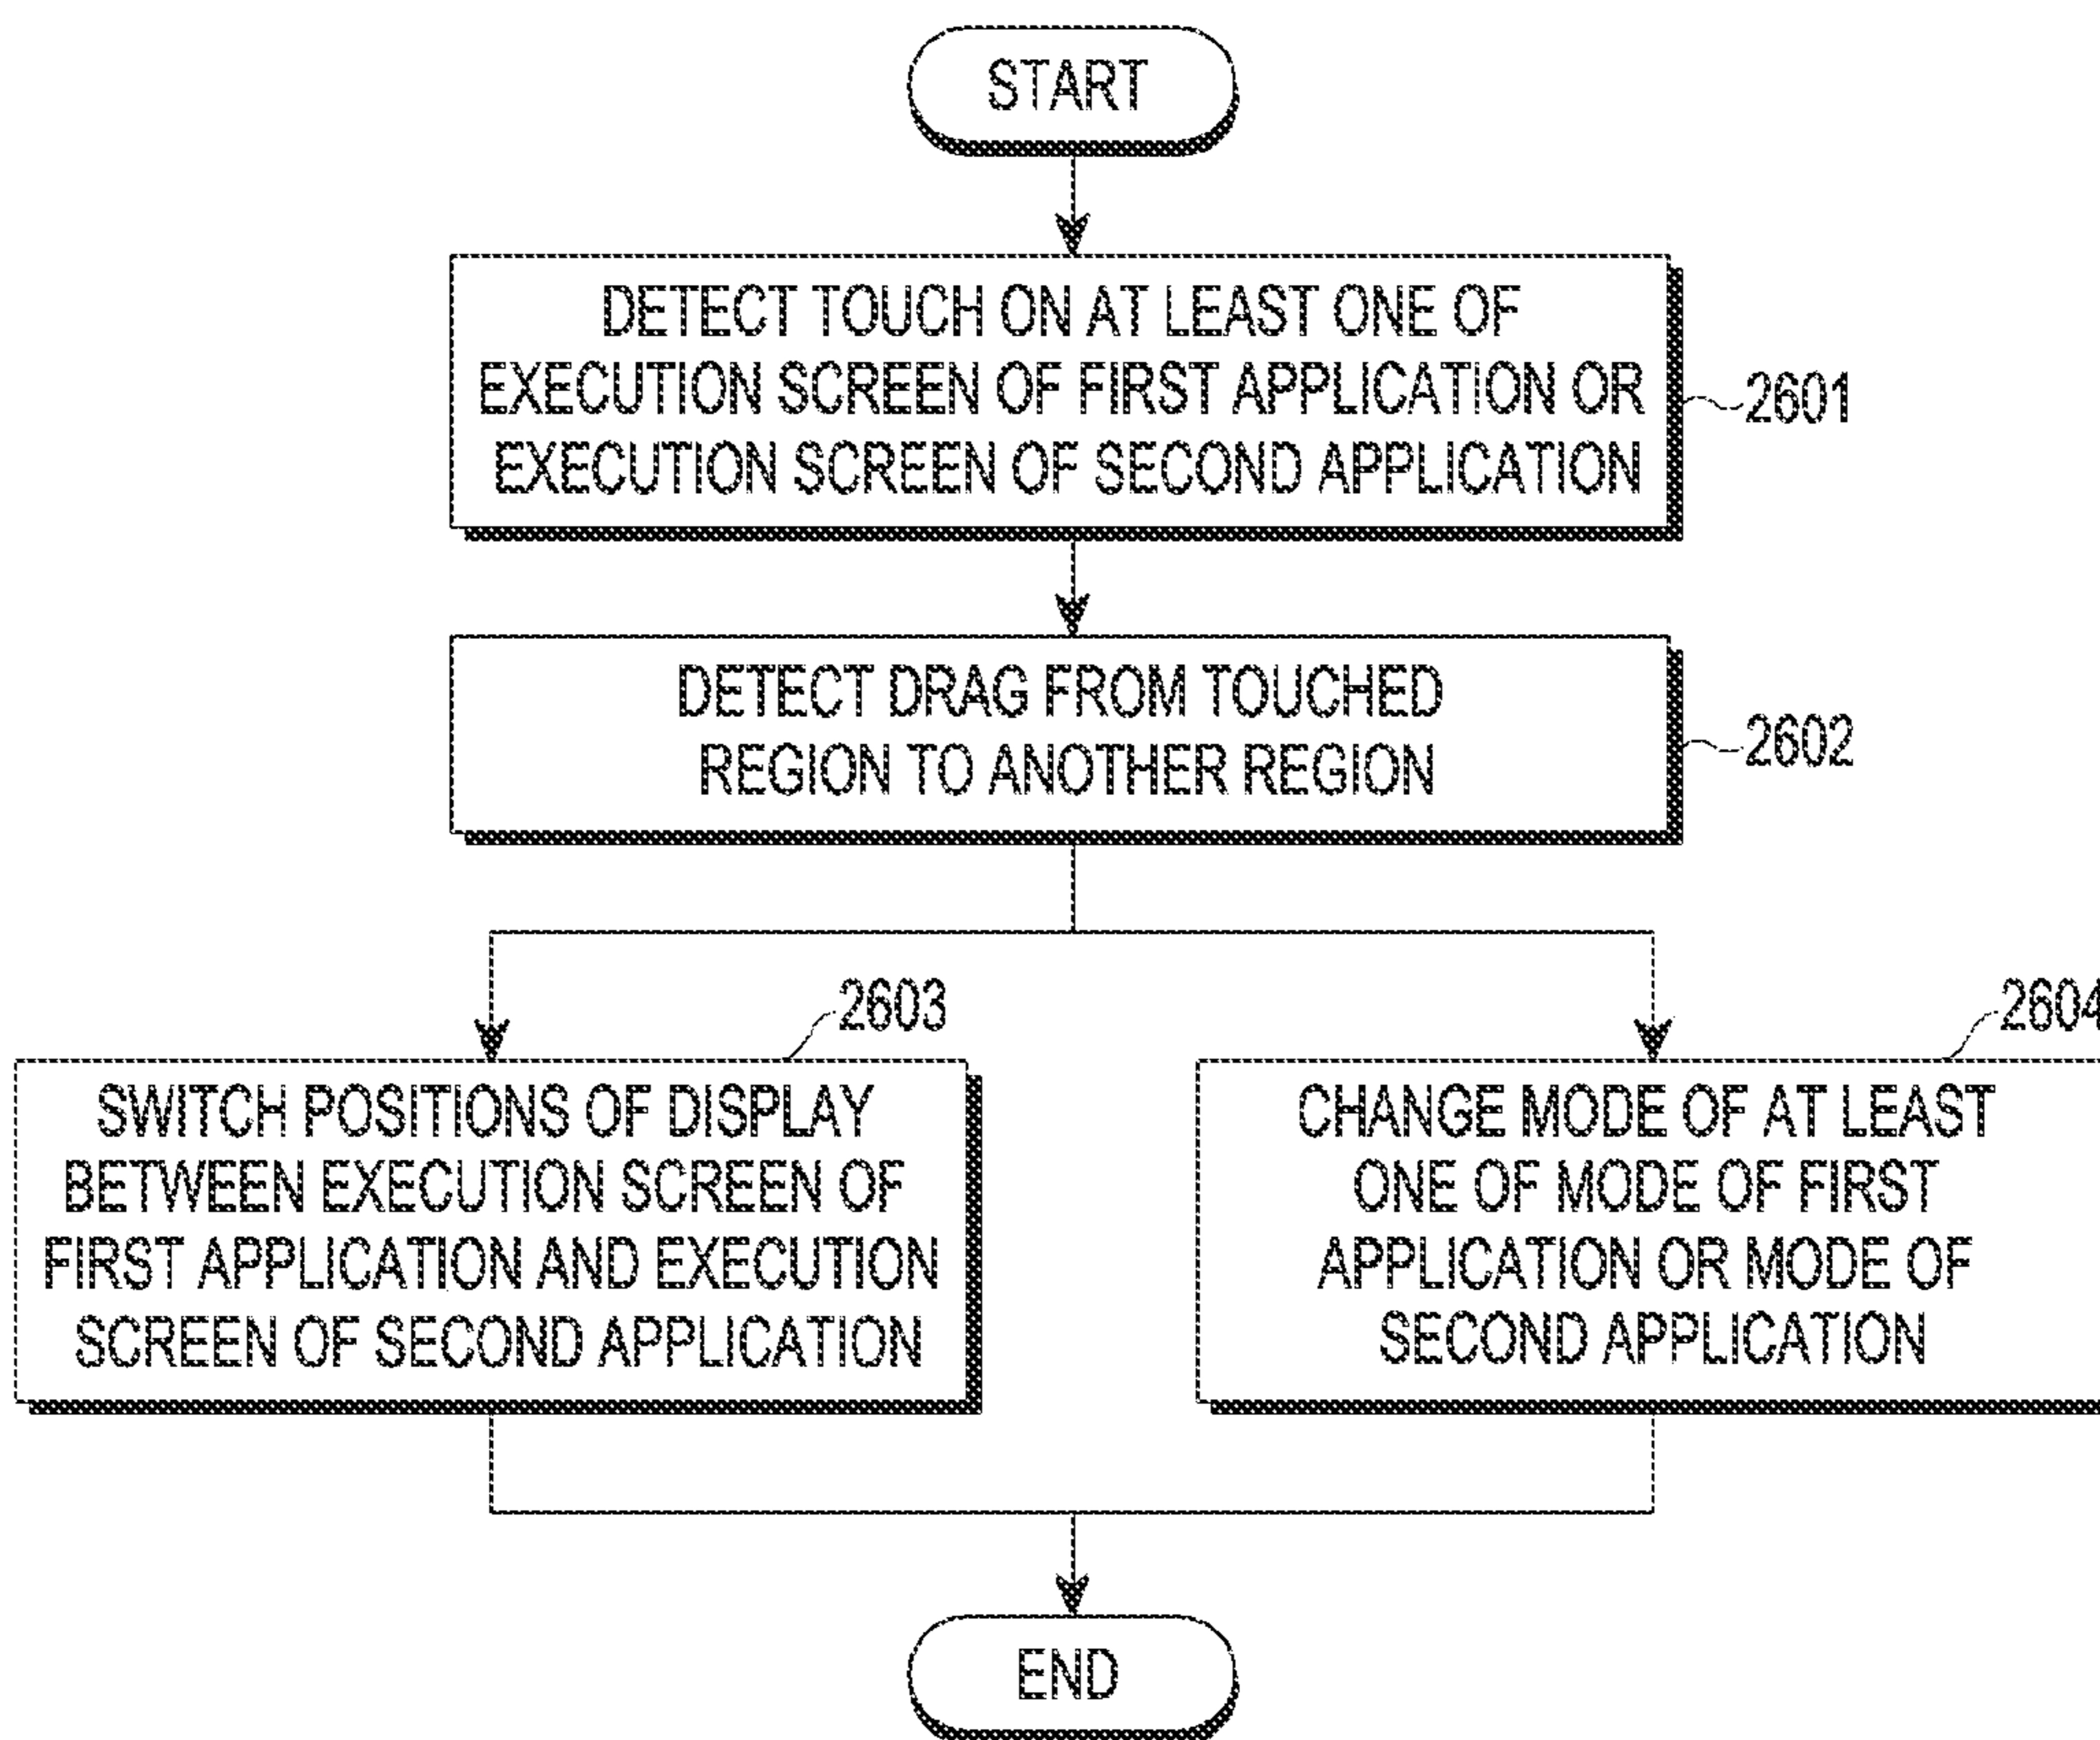 START
DETECT TOUCH ON AT LEAST ONE OF
EXECUTION SCREEN OF FIRST APPLICATION OR
EXECUTION SCREEN OF SECOND APPLICATION
2601
DETECT DRAG FROM TOUCHED
REGION TO ANOTHER REGION
2602
2603
SWITCH POSITIONS OF DISPLAY
BETWEEN EXECUTION SCREEN OF
FIRST APPLICATION AND EXECUTION
SCREEN OF SECOND APPLICATION
2604
CHANGE MODE OF AT LEAST
ONE OF MODE OF FIRST
APPLICATION OR MODE OF
SECOND APPLICATION
END